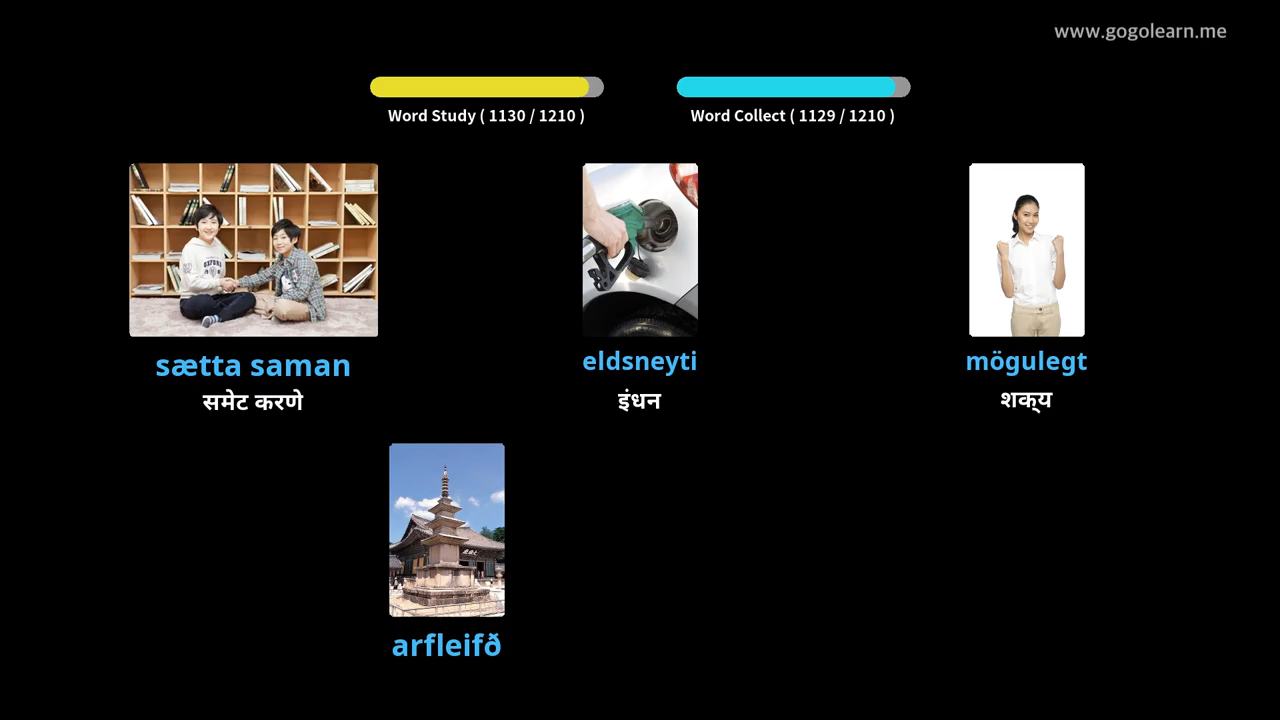 www.gogolearn.me
Word Study ( 1130 / 1210 )
Word Collect ( 1129 / 1210 )
sætta saman
समेट करणे
eldsneyti
इंधन
mögulegt
शक्य
arfleifð